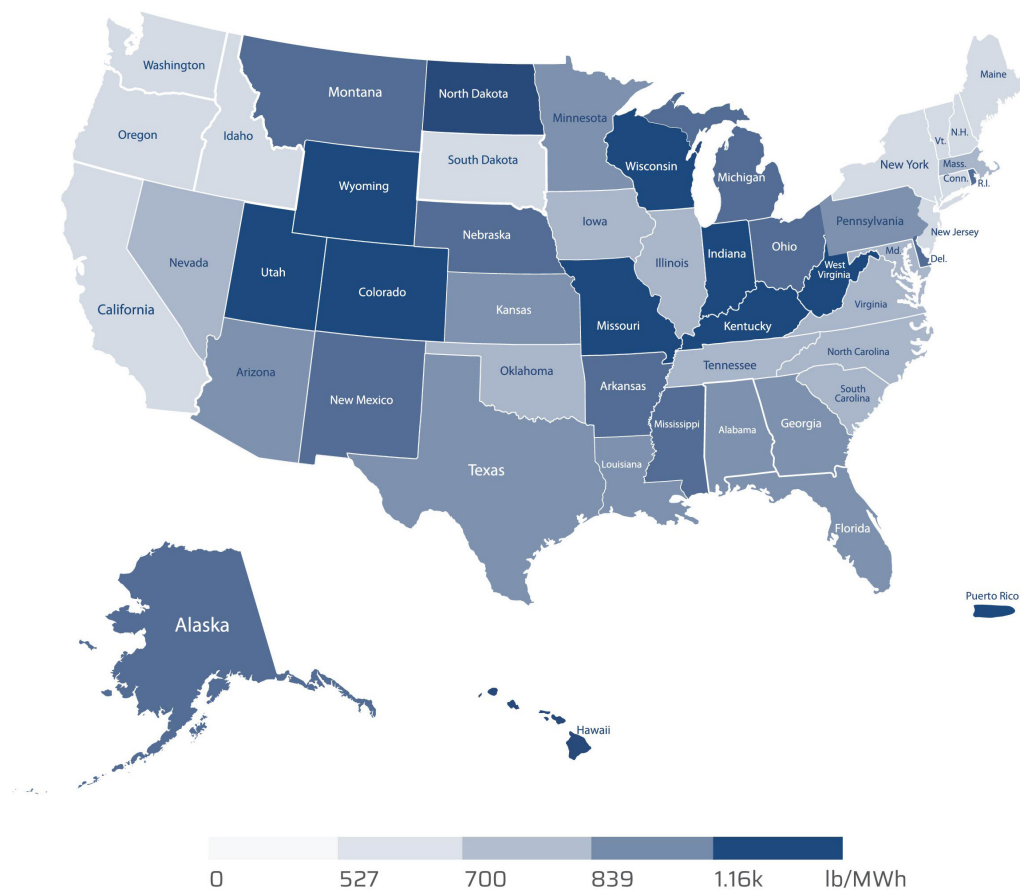 Washington
Montana
North Dakota
Minnesota
Maine
Oregon
Idaho
South Dakota
Wisconsin
Michigan
Vt.
N.H.
New York
Mass.
Conn.
R.I.
Wyoming
Nebraska
Iowa
Pennsylvania
New Jersey
Nevada
Utah
Colorado
Illinois
Indiana
Ohio
Md.
Del.
West
Virginia
California
Kansas
Missouri
Kentucky
Virginia
Arizona
New Mexico
Oklahoma
Arkansas
Tennessee
North Carolina
South
Carolina
Texas
Louisiana
Mississippi
Alabama
Georgia
Florida
Puerto Rico
Alaska
Hawaii
0 527 700 839 1.16k lb/MWh